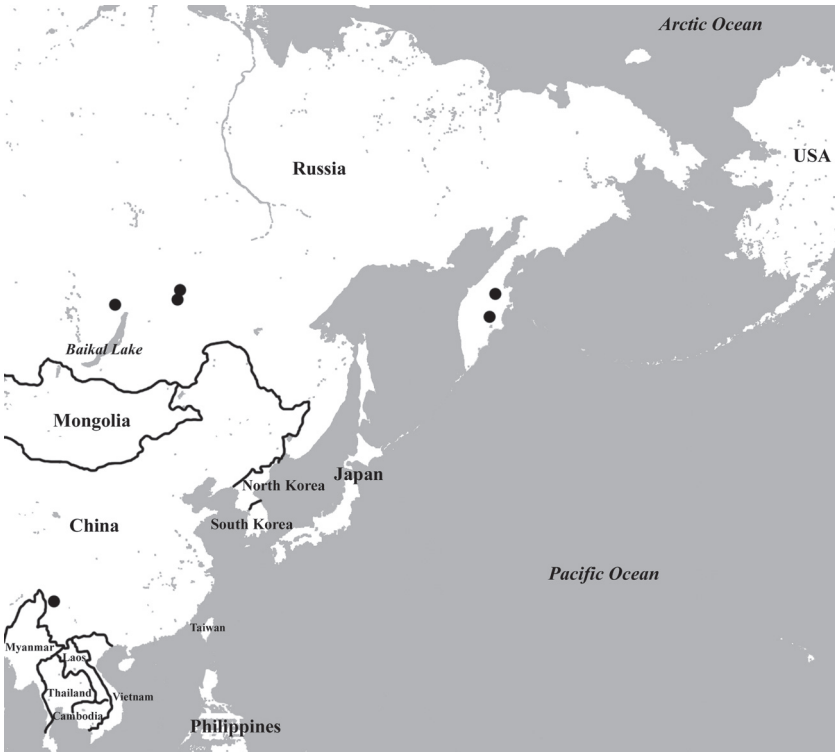 Arctic Ocean
USA
Russia
Baikal Lake
Mongolia
Japan
North Korea
South Korea
China
Pacific Ocean
Taiwan
Myanmar
Laos
Thailand
Vietnam
Cambodia
Philippines